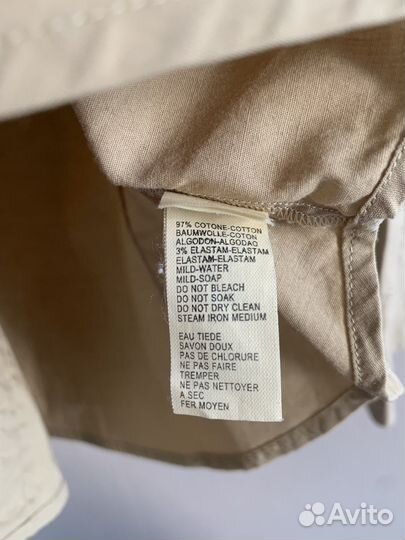 97% COTONE-COTTON
BAUMWOLLE-COTON
ALGODON-ALGODAO
3% ELASTAM-ELASTAM
ELASTAM-ELASTAM
MILD-WATER
MILD-SOAP
DO NOT BLEACH
DO NOT SOAK
DO NOT DRY CLEAN
STEAM IRON MEDIUM
EAU TIEDE
SAVON DOUX
PAS DE CHLORURE
NE PAS FAIRE
TREMPER
NE PAS NETTOYER
A SEC
FER MOYEN
Avito